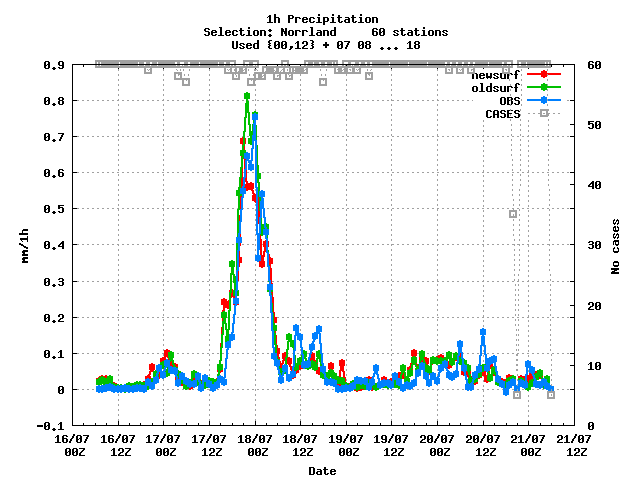 1h Precipitation
Selection: Norrland 60 stations
Used {00,12} + 07 08 ... 18
0.9 60
newsurf
oldsurf
OBS
CASES
0.8
50
0.7
0.6
40
0.5
mm/1h
No cases
0.4 30
0.3
20
0.2
0.1 10
0
-0.1 0
16/07 16/07 17/07 17/07 18/07 18/07 19/07 19/07 20/07 20/07 21/07 21/07
00Z 12Z 00Z 12Z 00Z 12Z 00Z 12Z 00Z 12Z 00Z 12Z
Date